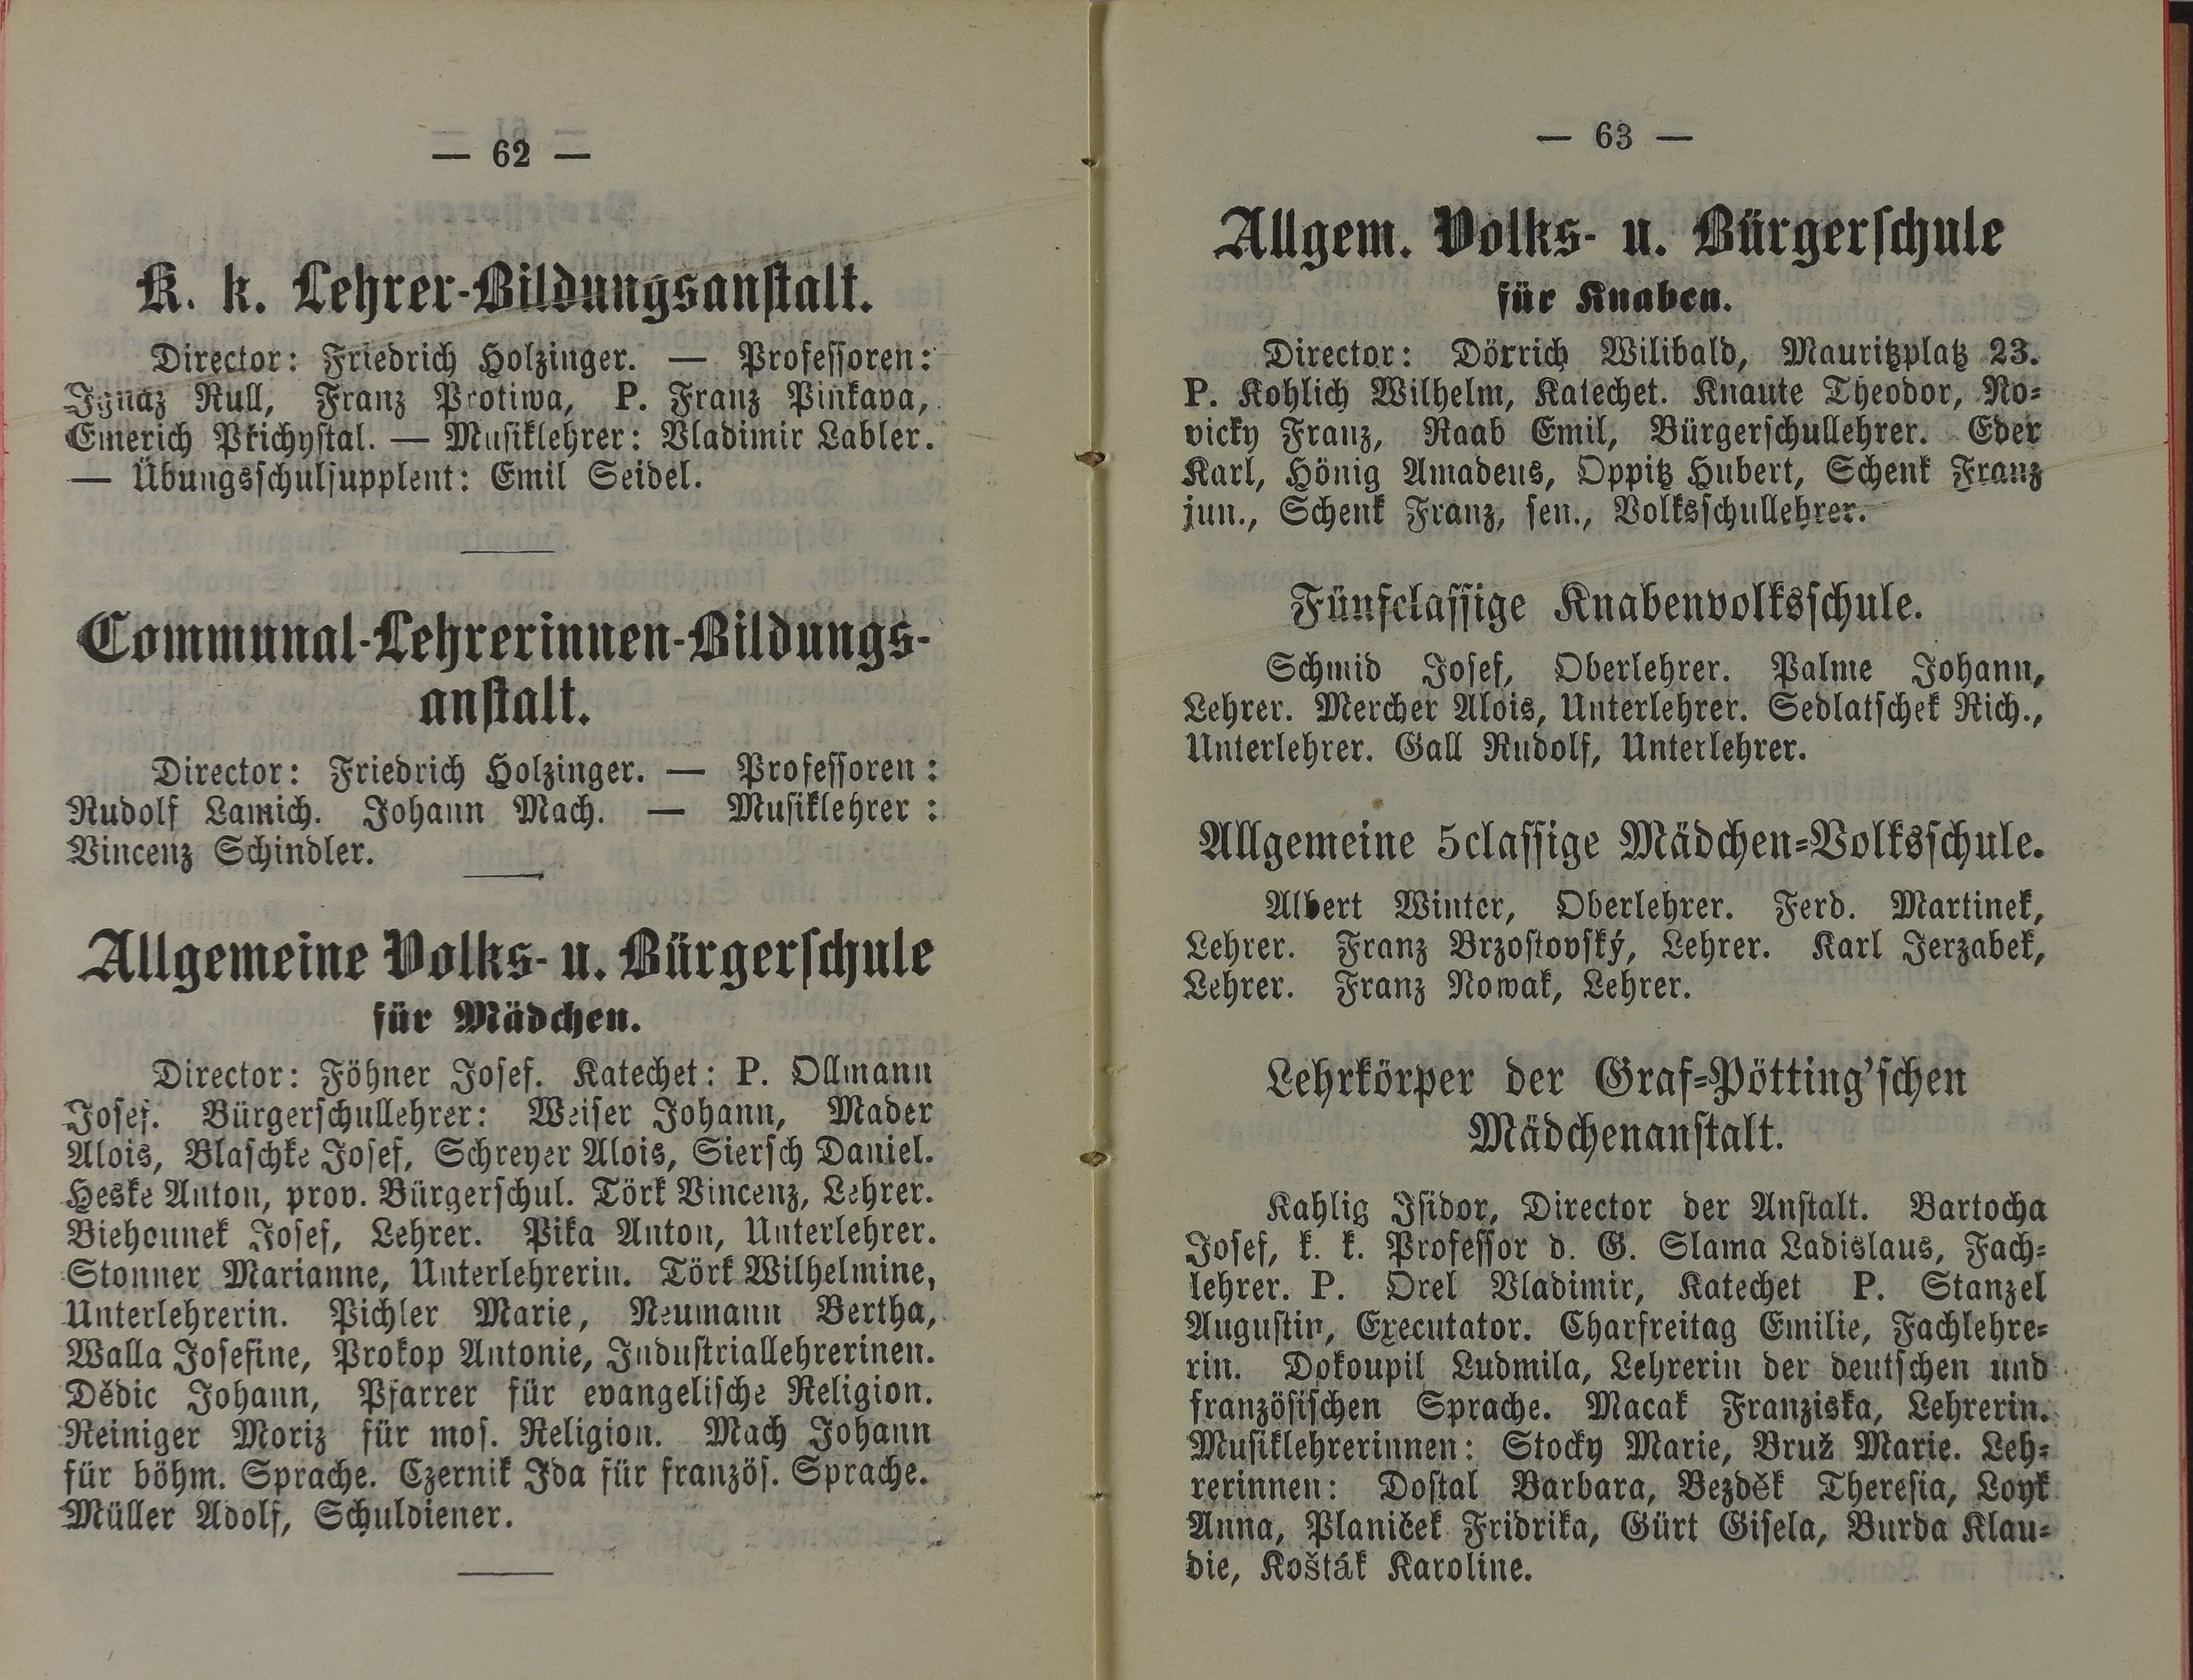 — 62 —
K. k. Lehrer-Bildungsanstalt.
Director: Friedrich Holzinger. — Professoren:
Ignaz Rull, Franz Protiwa, P. Franz Pinkava,
Emerich Přichystal. — Musiklehrer: Vladimir Labler.
— Übungsschulsupplent: Emil Seidel.
Communal-Lehrerinnen-Bildungs-
anstalt.
Director: Friedrich Holzinger. — Professoren:
Rudolf Lamich. Johann Mach. — Musiklehrer:
Vincenz Schindler.
Allgemeine Volks- u. Bürgerschule
für Mädchen.
Director: Föhner Josef. Katechet: P. Ollmann
Josef. Bürgerschullehrer: Weiser Johann, Mader
Alois, Blaschke Josef, Schreyer Alois, Siersch Daniel.
Heske Anton, prov. Bürgerschul. Törk Vincenz, Lehrer.
Biehounek Josef, Lehrer. Pika Anton, Unterlehrer.
Stonner Marianne, Unterlehrerin. Törk Wilhelmine,
Unterlehrerin. Pichler Marie, Neumann Bertha,
Walla Josefine, Prokop Antonie, Industriallehrerinen.
Dědic Johann, Pfarrer für evangelische Religion.
Reiniger Moriz für mos. Religion. Mach Johann
für böhm. Sprache. Czernik Ida für französ. Sprache.
Müller Adolf, Schuldiener.
— 63 —
Allgem. Volks- u. Bürgerschule
für Knaben.
Director: Dörrich Wilibald, Mauritzplatz 23.
P. Kohlich Wilhelm, Katechet. Knaute Theodor, No-
vicky Franz, Raab Emil, Bürgerschullehrer. Eder
Karl, Hönig Amadeus, Oppitz Hubert, Schenk Franz
jun., Schenk Franz, sen., Volksschullehrer.
Fünfclassige Knabenvolksschule.
Schmid Josef, Oberlehrer. Palme Johann,
Lehrer. Mercher Alois, Unterlehrer. Sedlatschek Rich.,
Unterlehrer. Gall Rudolf, Unterlehrer.
Allgemeine 5classige Mädchen-Volksschule.
Albert Winter, Oberlehrer. Ferd. Martinek,
Lehrer. Franz Brzostovský, Lehrer. Karl Jerzabek,
Lehrer. Franz Nowak, Lehrer.
Lehrkörper der Graf-Pötting'schen
Mädchenanstalt.
Kahlig Isidor, Director der Anstalt. Bartocha
Josef, k. k. Professor d. G. Slama Ladislaus, Fach-
lehrer. P. Orel Vladimir, Katechet P. Stanzel
Augustin, Executator. Charfreitag Emilie, Fachlehre-
rin. Dokoupil Ludmila, Lehrerin der deutschen und
französischen Sprache. Macak Franziska, Lehrerin.
Musiklehrerinnen: Stocky Marie, Bruž Marie. Leh-
rerinnen: Dostal Barbara, Bezděk Theresia, Loyk
Anna, Planiček Fridrika, Gürt Gisela, Burda Klau-
die, Košťák Karoline.